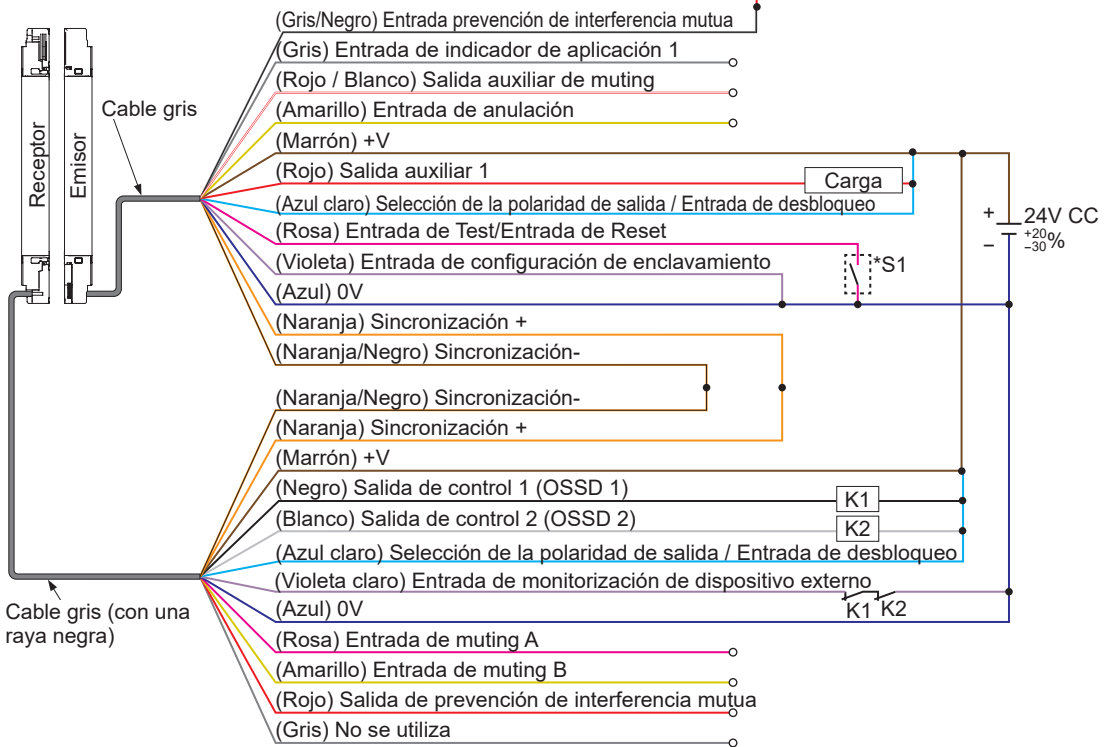 (Gris/Negro) Entrada prevención de interferencia mutua
(Gris) Entrada de indicador de aplicación 1
(Rojo / Blanco) Salida auxiliar de muting
(Amarillo) Entrada de anulación
(Marrón) +V
(Rojo) Salida auxiliar 1
Carga
(Azul claro) Selección de la polaridad de salida / Entrada de desbloqueo
(Rosa) Entrada de Test/Entrada de Reset
(Violeta) Entrada de configuración de enclavamiento
(Azul) 0V
(Naranja) Sincronización +
(Naranja/Negro) Sincronización-
Receptor
Emisor
Cable gris
*S1
+
24V CC
+20
−30 %
−
(Naranja/Negro) Sincronización-
(Naranja) Sincronización +
(Marrón) +V
(Negro) Salida de control 1 (OSSD 1)
K1
(Blanco) Salida de control 2 (OSSD 2)
K2
(Azul claro) Selección de la polaridad de salida / Entrada de desbloqueo
(Violeta claro) Entrada de monitorización de dispositivo externo
K1 K2
(Azul) 0V
(Rosa) Entrada de muting A
(Amarillo) Entrada de muting B
(Rojo) Salida de prevención de interferencia mutua
(Gris) No se utiliza
Cable gris (con una
raya negra)